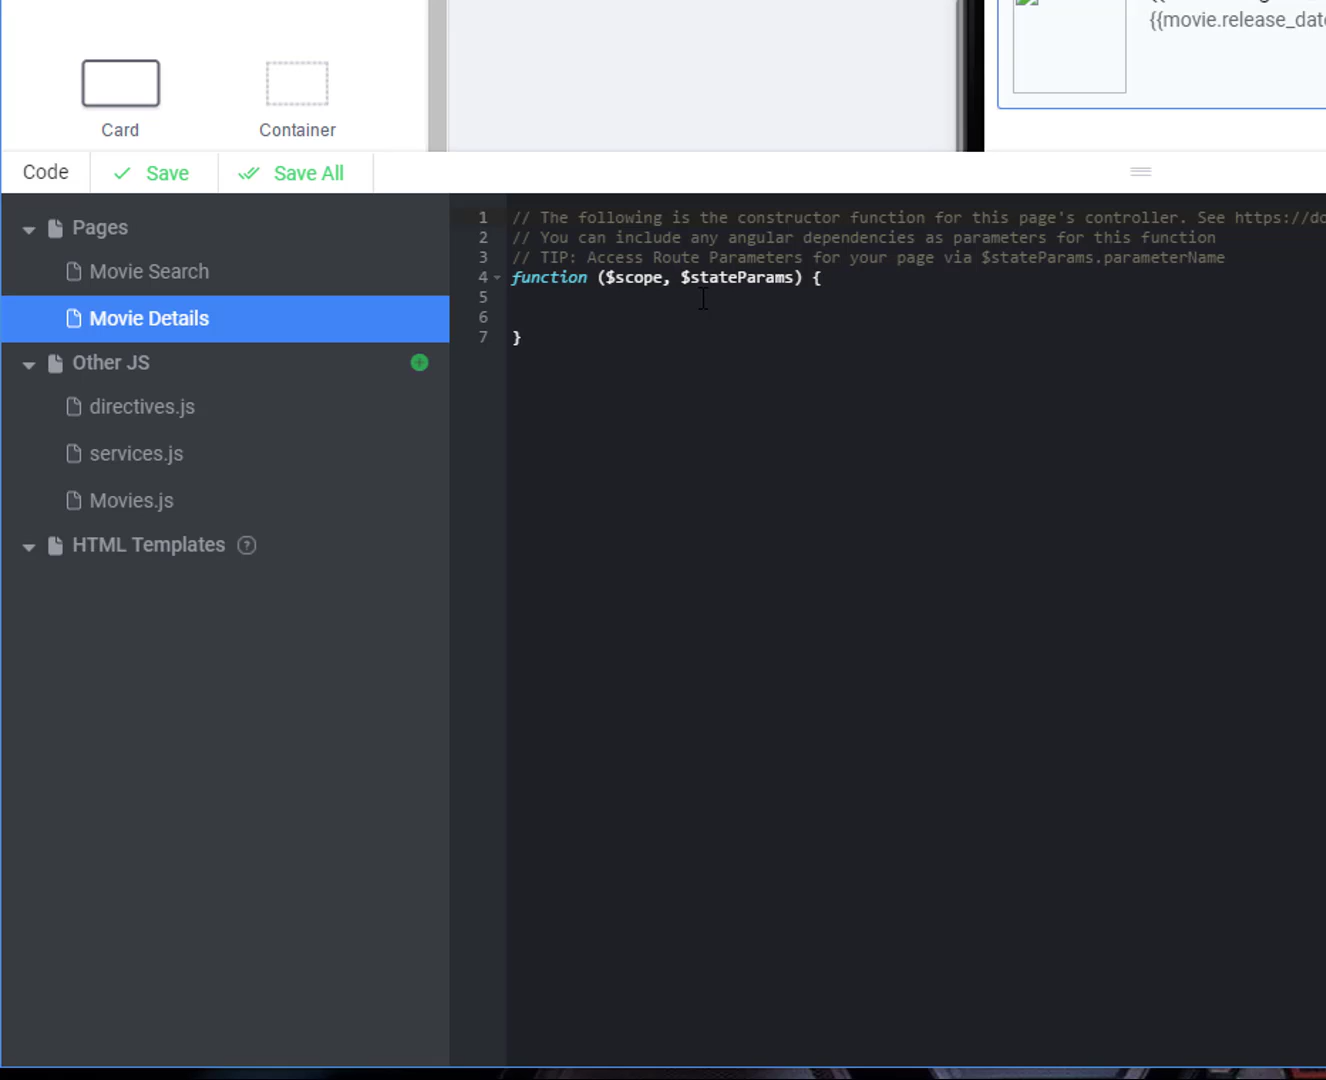 {{movie.release_dat
Card
Container
Code
Save
Save All
Pages
Movie Search
Movie Details
Other JS
directives.js
services.js
Movies.js
HTML Templates ?
1 // The following is the constructor function for this page's controller. See https://do
2 // You can include any angular dependencies as parameters for this function
3 // TIP: Access Route Parameters for your page via $stateParams.parameterName
4 function ($scope, $stateParams) {
5
6
7 }